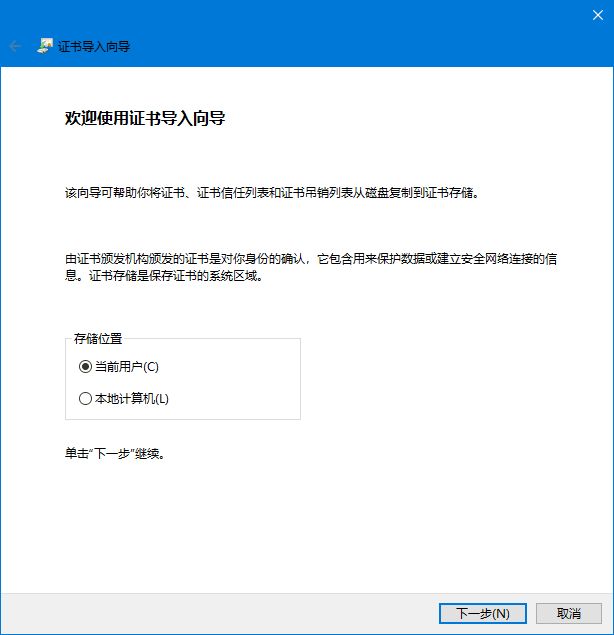 证书导入向导
欢迎使用证书导入向导
该向导可帮助你将证书、证书信任列表和证书吊销列表从磁盘复制到证书存储。
由证书颁发机构颁发的证书是对你身份的确认，它包含用来保护数据或建立安全网络连接的信
息。证书存储是保存证书的系统区域。
存储位置
当前用户(C)
本地计算机(L)
单击“下一步”继续。
下一步(N) 取消